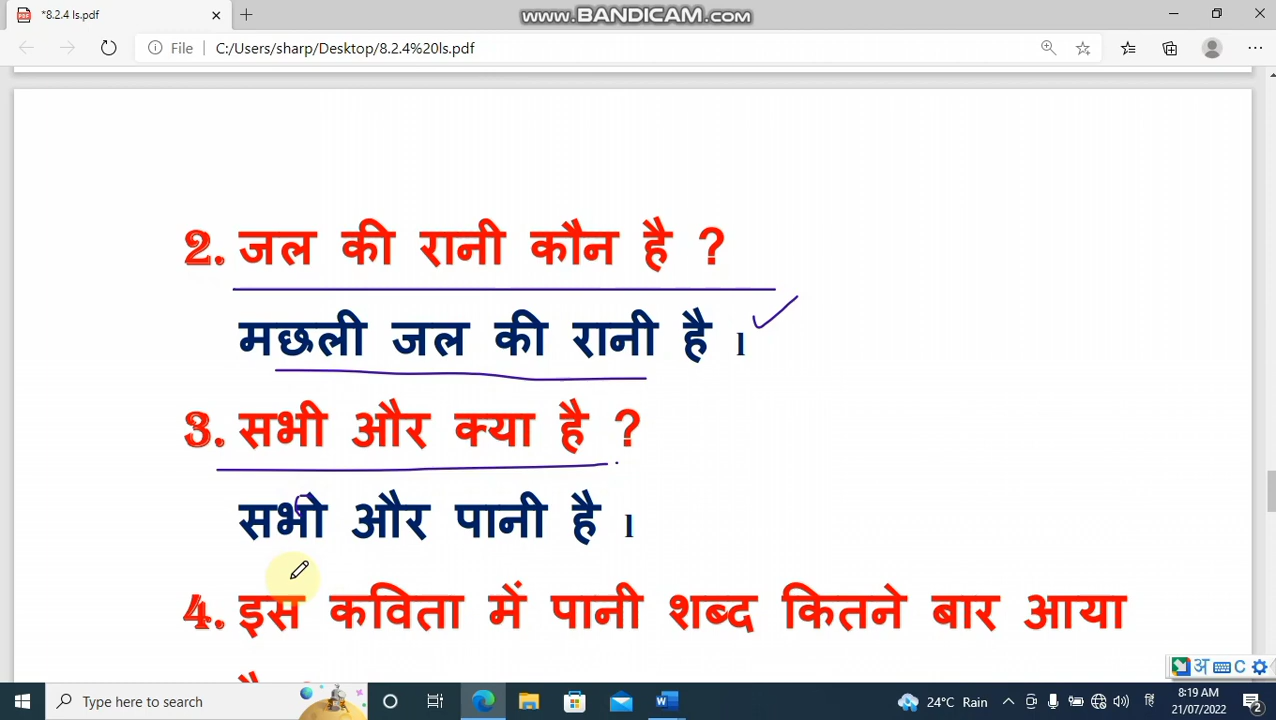 *8.2.4 ls.pdf
www.BANDICAM.com
File C:/Users/sharp/Desktop/8.2.4%20ls.pdf
2. जल की रानी कौन है ?
मछली जल की रानी है ।
3. सभी और क्या है ?
सभो और पानी है ।
4. इस कविता में पानी शब्द कितने बार आया
अ C
Type here to search
24°C Rain
हिं
8:19 AM
21/07/2022
2